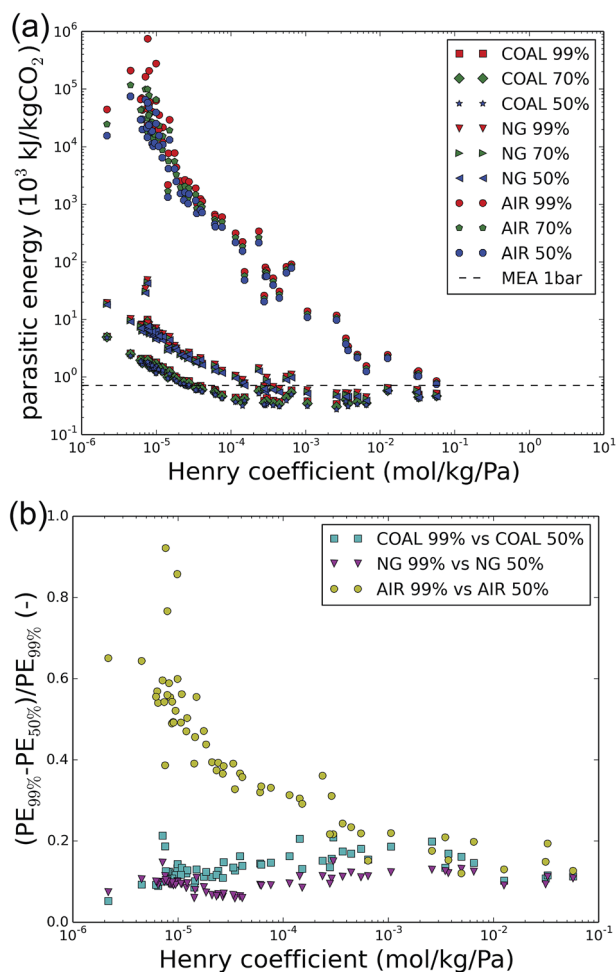 (a)
10^6
10^5
10^4
10^3
10^2
10^1
10^0
10^-1
parasitic energy (10^3 kJ/kgCO_2)
COAL 99%
COAL 70%
COAL 50%
NG 99%
NG 70%
NG 50%
AIR 99%
AIR 70%
AIR 50%
MEA 1bar
10^-6 10^-5 10^-4 10^-3 10^-2 10^-1 10^0 10^1
Henry coefficient (mol/kg/Pa)
(b)
1.0
0.8
0.6
0.4
0.2
0.0
(PE_99%-PE_50%)/PE_99% (-)
COAL 99% vs COAL 50%
NG 99% vs NG 50%
AIR 99% vs AIR 50%
10^-6 10^-5 10^-4 10^-3 10^-2 10^-1
Henry coefficient (mol/kg/Pa)